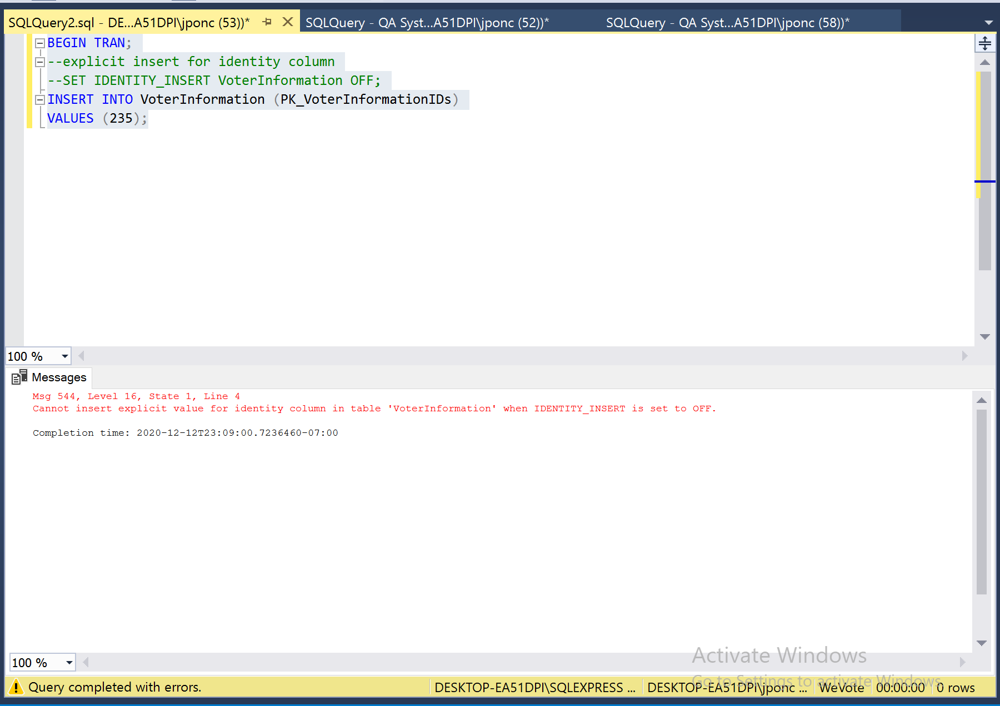 SQLQuery2.sql - DE...A51DPI\jponc (53))*
SQLQuery - QA Syst...A51DPI\jponc (52))*
SQLQuery - QA Syst...A51DPI\jponc (58))*
BEGIN TRAN;
--explicit insert for identity column
--SET IDENTITY_INSERT VoterInformation OFF;
INSERT INTO VoterInformation (PK_VoterInformationIDs)
VALUES (235);
100 %
Messages
Msg 544, Level 16, State 1, Line 4
Cannot insert explicit value for identity column in table 'VoterInformation' when IDENTITY_INSERT is set to OFF.
Completion time: 2020-12-12T23:09:00.7236460-07:00
100 %
Activate Windows
Go to Settings to activate Windows.
Query completed with errors.
DESKTOP-EA51DPI\SQLEXPRESS ...
DESKTOP-EA51DPI\jponc ...
WeVote
00:00:00
0 rows